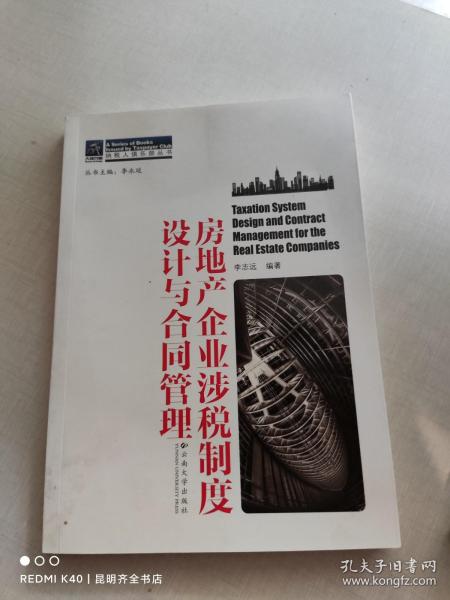 A Series of Books
Issued by Taxpayer Club
纳税人俱乐部丛书
丛书主编：李永延
Taxation System
Design and Contract
Management for the
Real Estate Companies
李志远 编著
房地产企业涉税制度
设计与合同管理
云南大学出版社
YUNNAN UNIVERSITY PRESS
REDMI K40 | 昆明齐全书店
孔夫子旧书网
www.kongfz.com